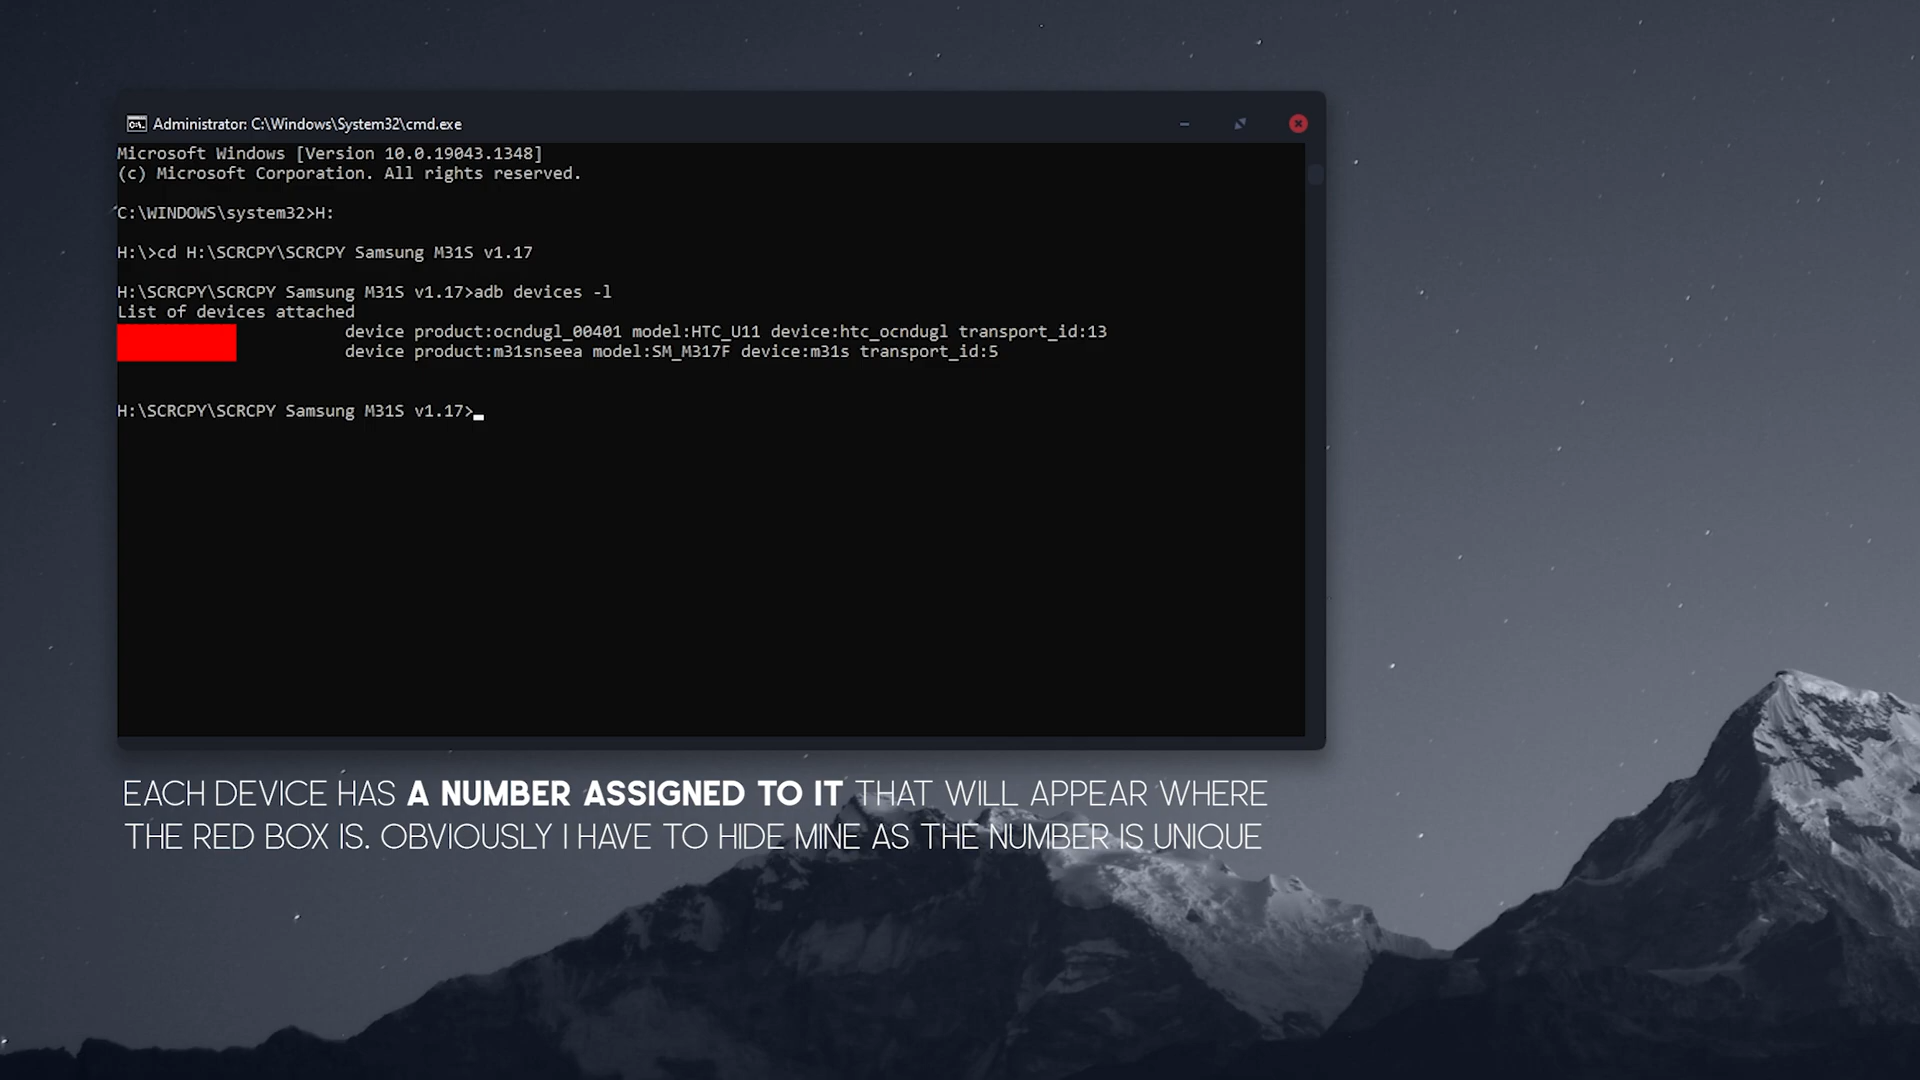 Administrator: C:\Windows\System32\cmd.exe
Microsoft Windows [Version 10.0.19043.1348]
(c) Microsoft Corporation. All rights reserved.
C:\WINDOWS\system32>H:
H:\>cd H:\SCRCPY\SCRCPY Samsung M31S v1.17
H:\SCRCPY\SCRCPY Samsung M31S v1.17>adb devices -l
List of devices attached
device product:ocndugl_00401 model:HTC_U11 device:htc_ocndugl transport_id:13
device product:m31snseea model:SM_M317F device:m31s transport_id:5
H:\SCRCPY\SCRCPY Samsung M31S v1.17>
EACH DEVICE HAS A NUMBER ASSIGNED TO IT THAT WILL APPEAR WHERE
THE RED BOX IS. OBVIOUSLY I HAVE TO HIDE MINE AS THE NUMBER IS UNIQUE